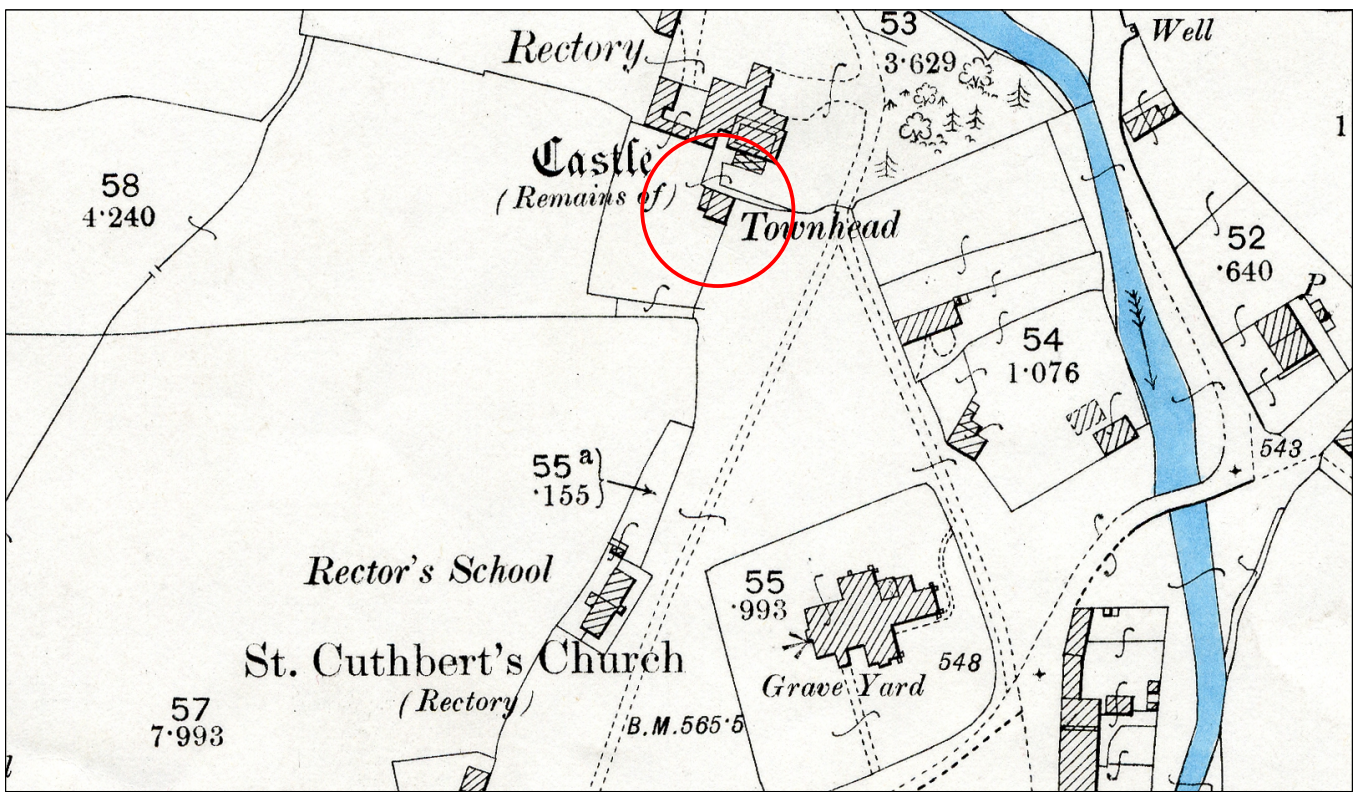 53
3·629
Well
Rectory
1
Castle
(Remains of)
58
4·240
Townhead
52
·640
P
54
1·076
543
55a
·155
Rector's School
55
·993
St. Cuthbert's Church
(Rectory)
548
Grave Yard
57
7·993
B.M.565·5